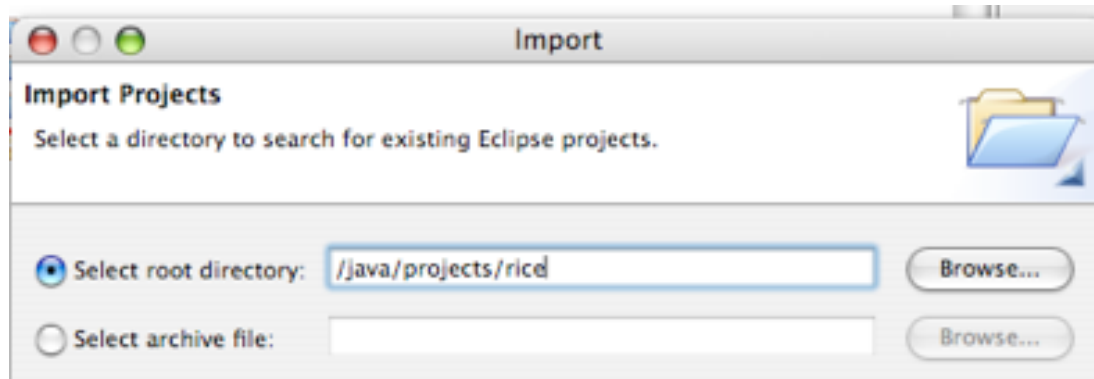 Import
Import Projects
Select a directory to search for existing Eclipse projects.
Select root directory: /java/projects/rice Browse...
Select archive file: Browse...